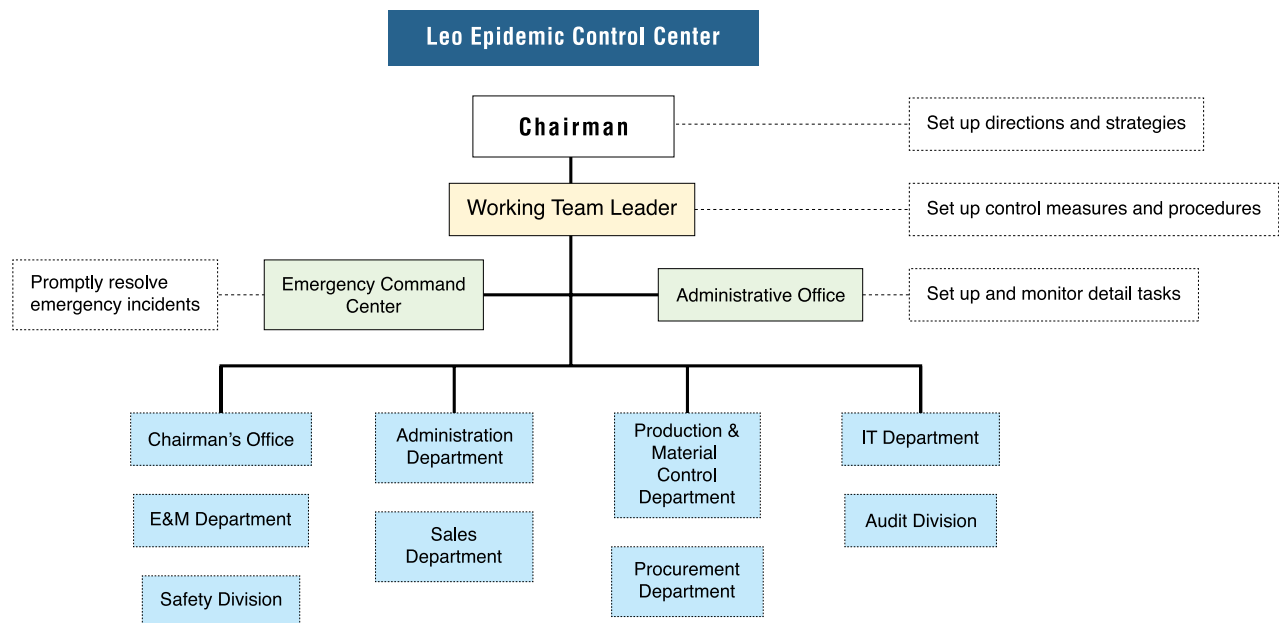 Leo Epidemic Control Center
Chairman
Set up directions and strategies
Working Team Leader
Set up control measures and procedures
Promptly resolve
emergency incidents
Emergency Command
Center
Administrative Office
Set up and monitor detail tasks
Chairman's Office
E&M Department
Safety Division
Administration
Department
Sales
Department
Production &
Material
Control
Department
Procurement
Department
IT Department
Audit Division